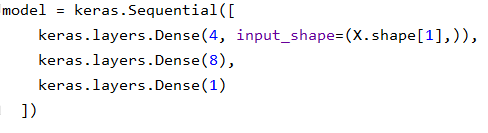 model = keras.Sequential([
    keras.layers.Dense(4, input_shape=(X.shape[1],)),
    keras.layers.Dense(8),
    keras.layers.Dense(1)
  ])